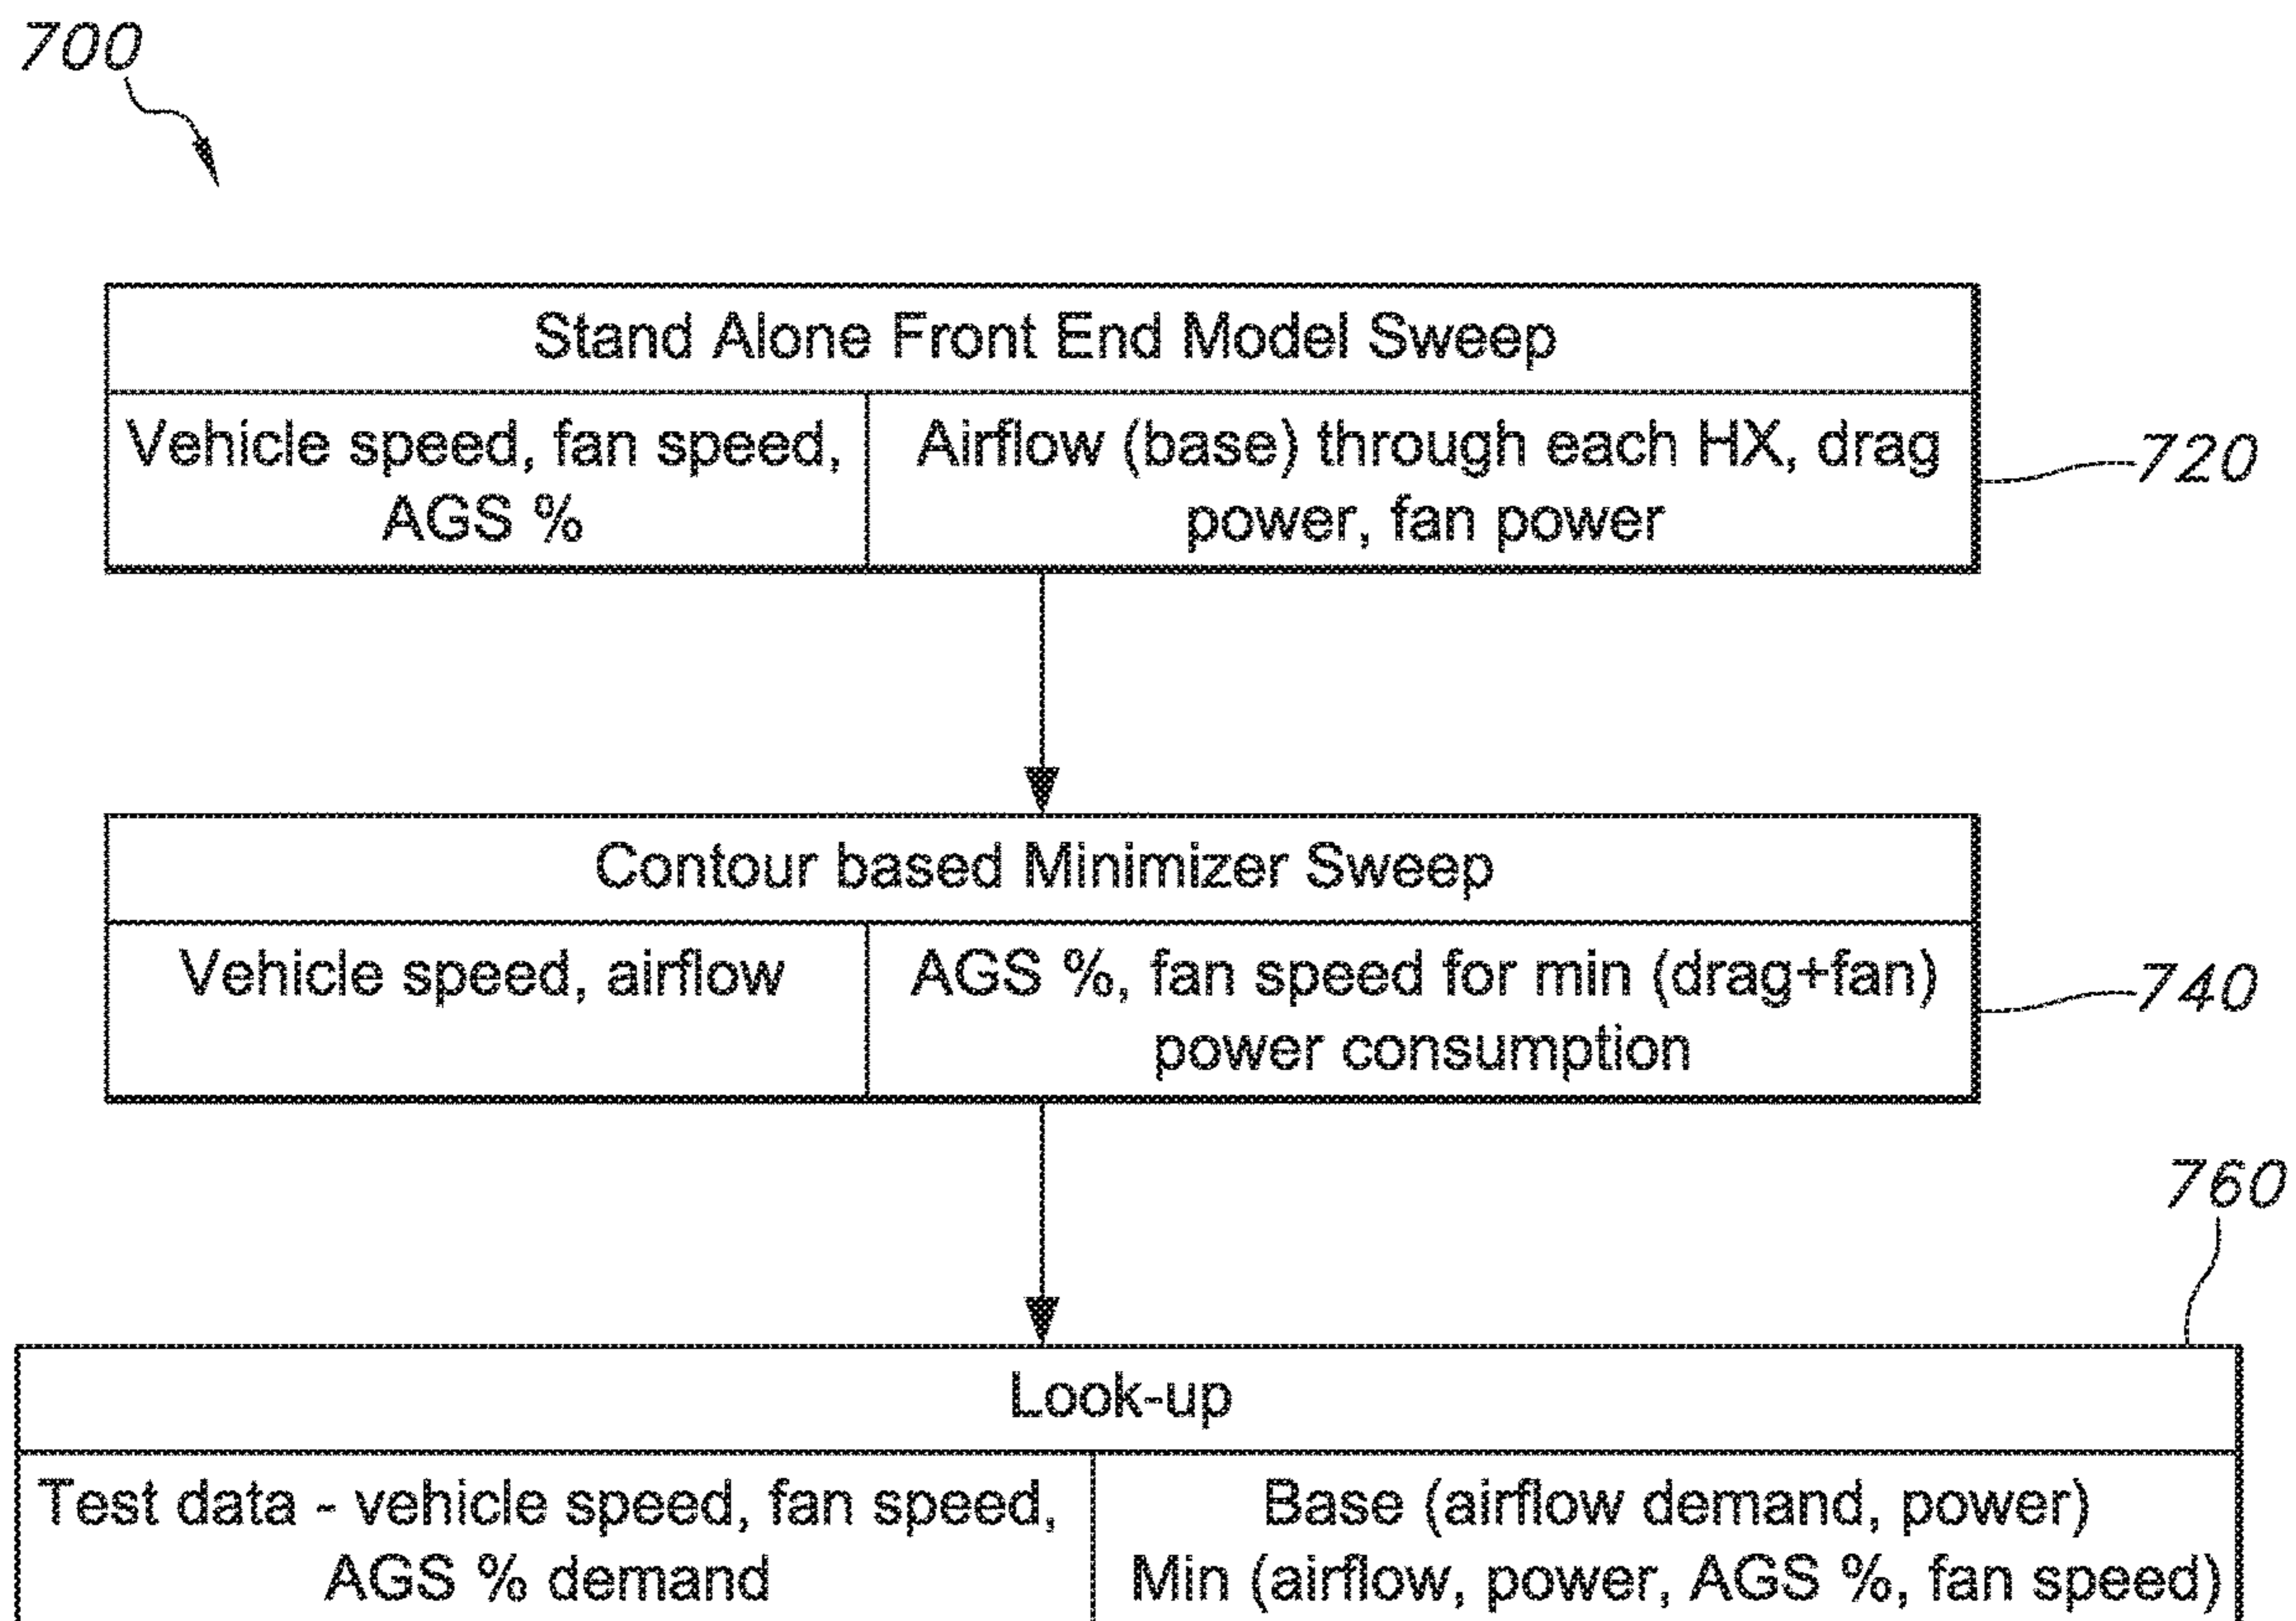 700
Stand Alone Front End Model Sweep
Vehicle speed, fan speed,
AGS %
Airflow (base) through each HX, drag
power, fan power
720
Contour based Minimizer Sweep
Vehicle speed, airflow
AGS %, fan speed for min (drag+fan)
power consumption
740
760
Look-up
Test data - vehicle speed, fan speed,
AGS % demand
Base (airflow demand, power)
Min (airflow, power, AGS %, fan speed)